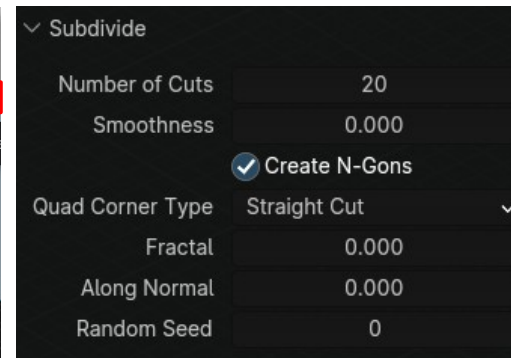 Subdivide
Number of Cuts 20
Smoothness 0.000
Create N-Gons
Quad Corner Type Straight Cut
Fractal 0.000
Along Normal 0.000
Random Seed 0